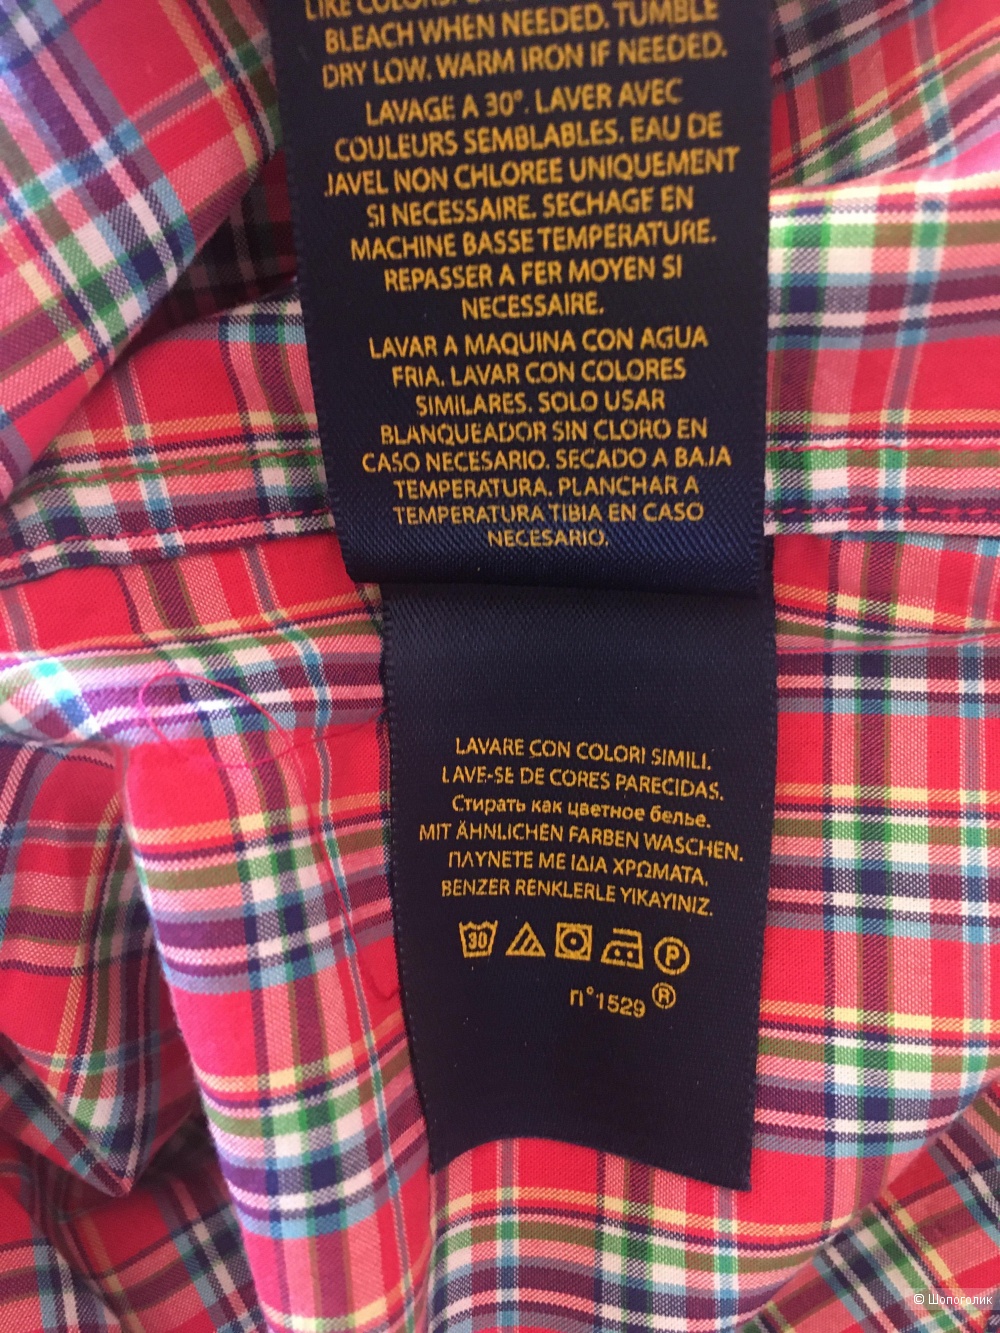 LIKE COLORS.
BLEACH WHEN NEEDED. TUMBLE
DRY LOW. WARM IRON IF NEEDED.
LAVAGE A 30°. LAVER AVEC
COULEURS SEMBLABLES. EAU DE
JAVEL NON CHLOREE UNIQUEMENT
SI NECESSAIRE. SECHAGE EN
MACHINE BASSE TEMPERATURE.
REPASSER A FER MOYEN SI
NECESSAIRE.
LAVAR A MAQUINA CON AGUA
FRIA. LAVAR CON COLORES
SIMILARES. SOLO USAR
BLANQUEADOR SIN CLORO EN
CASO NECESARIO. SECADO A BAJA
TEMPERATURA. PLANCHAR A
TEMPERATURA TIBIA EN CASO
NECESARIO.
LAVARE CON COLORI SIMILI.
LAVE-SE DE CORES PARECIDAS.
Стирать как цветное белье.
MIT ÄHNLICHEN FARBEN WASCHEN.
ΠΛΥΝΕΤΕ ΜΕ ΙΔΙΑ ΧΡΩΜΑΤΑ.
BENZER RENKLERLE YIKAYINIZ.
30 P
n°1529 ®
© Шопоголик